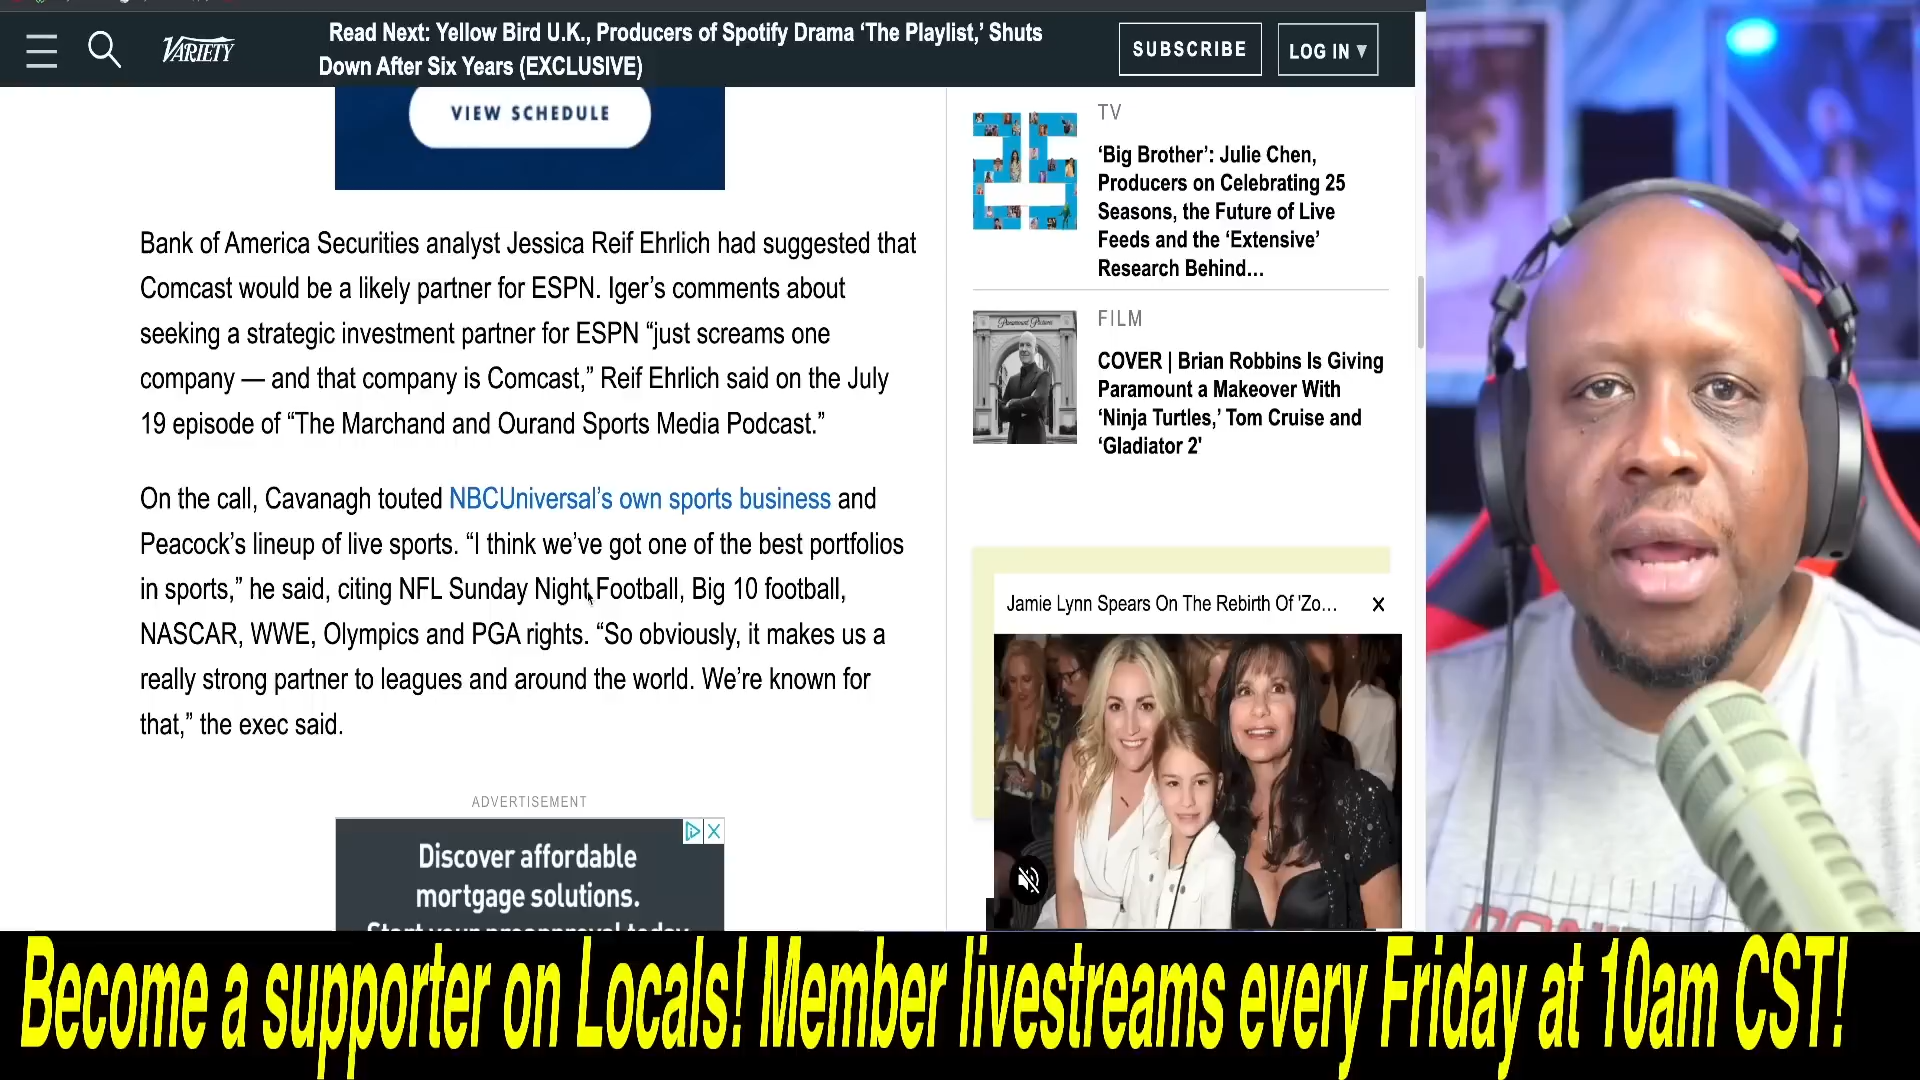 VARIETY
Read Next: Yellow Bird U.K., Producers of Spotify Drama ‘The Playlist,’ Shuts
Down After Six Years (EXCLUSIVE)
SUBSCRIBE
LOG IN ▼
VIEW SCHEDULE
Bank of America Securities analyst Jessica Reif Ehrlich had suggested that
Comcast would be a likely partner for ESPN. Iger’s comments about
seeking a strategic investment partner for ESPN “just screams one
company — and that company is Comcast,” Reif Ehrlich said on the July
19 episode of “The Marchand and Ourand Sports Media Podcast.”
On the call, Cavanagh touted NBCUniversal’s own sports business and
Peacock’s lineup of live sports. “I think we’ve got one of the best portfolios
in sports,” he said, citing NFL Sunday Night Football, Big 10 football,
NASCAR, WWE, Olympics and PGA rights. “So obviously, it makes us a
really strong partner to leagues and around the world. We’re known for
that,” the exec said.
ADVERTISEMENT
Discover affordable
mortgage solutions.
Start your preapproval today
TV
‘Big Brother’: Julie Chen,
Producers on Celebrating 25
Seasons, the Future of Live
Feeds and the ‘Extensive’
Research Behind…
FILM
Paramount Pictures
COVER | Brian Robbins Is Giving
Paramount a Makeover With
‘Ninja Turtles,’ Tom Cruise and
‘Gladiator 2’
Jamie Lynn Spears On The Rebirth Of 'Zo...
Become a supporter on Locals! Member livestreams every Friday at 10am CST!